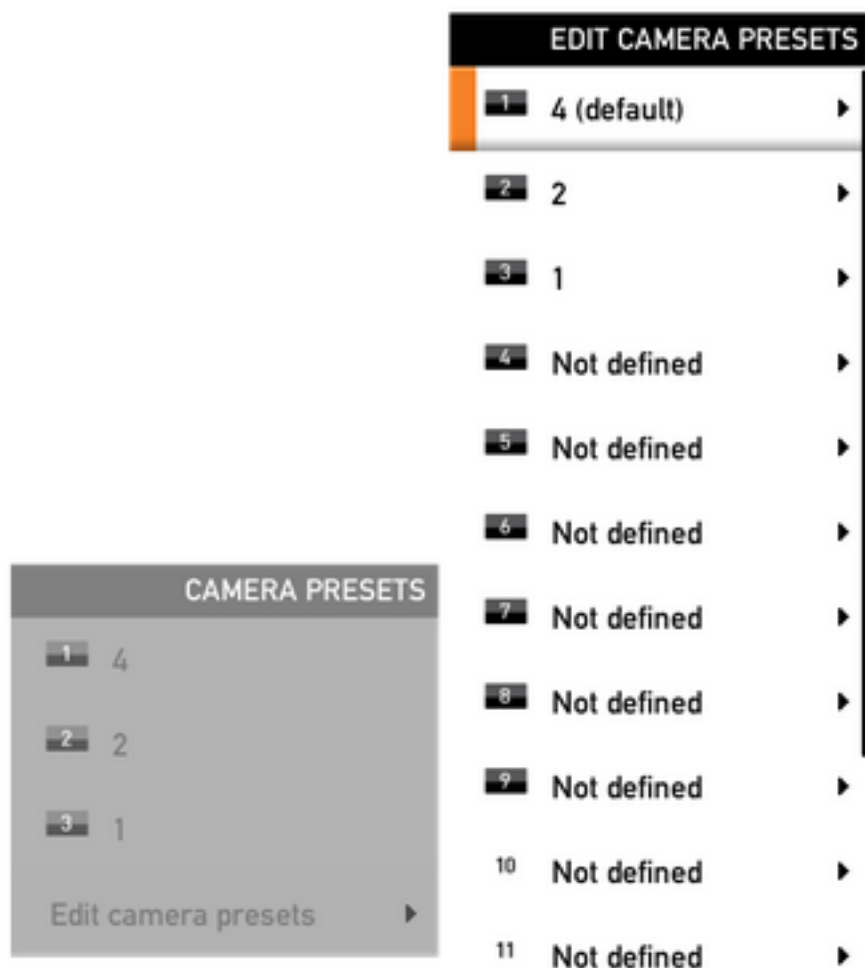 EDIT CAMERA PRESETS
1 4 (default)
2 2
3 1
4 Not defined
5 Not defined
6 Not defined
7 Not defined
8 Not defined
9 Not defined
10 Not defined
11 Not defined
CAMERA PRESETS
1 4
2 2
3 1
Edit camera presets